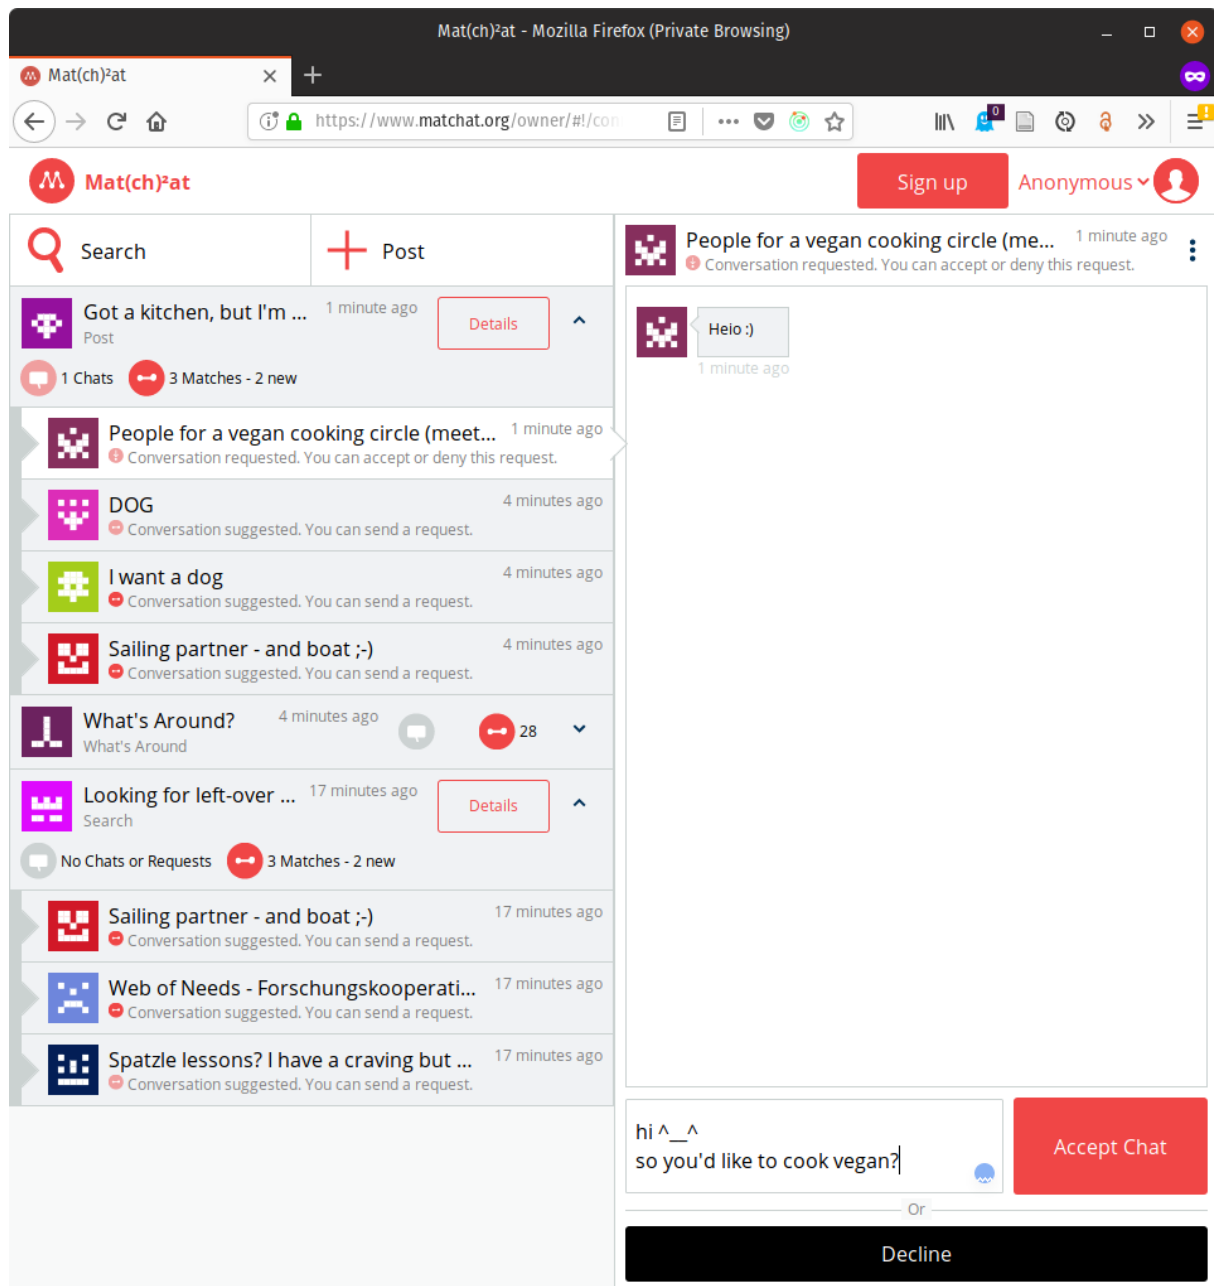 Mat(ch)²at - Mozilla Firefox (Private Browsing)
Mat(ch)²at
https://www.matchat.org/owner/#!/con
0
Mat(ch)²at
Sign up
Anonymous
Search
Post
Got a kitchen, but I'm ...
1 minute ago
Post
Details
1 Chats
3 Matches - 2 new
People for a vegan cooking circle (meet...
1 minute ago
Conversation requested. You can accept or deny this request.
DOG
4 minutes ago
Conversation suggested. You can send a request.
I want a dog
4 minutes ago
Conversation suggested. You can send a request.
Sailing partner - and boat ;-)
4 minutes ago
Conversation suggested. You can send a request.
What's Around?
4 minutes ago
What's Around
28
Looking for left-over ...
17 minutes ago
Search
Details
No Chats or Requests
3 Matches - 2 new
Sailing partner - and boat ;-)
17 minutes ago
Conversation suggested. You can send a request.
Web of Needs - Forschungskooperati...
17 minutes ago
Conversation suggested. You can send a request.
Spatzle lessons? I have a craving but ...
17 minutes ago
Conversation suggested. You can send a request.
People for a vegan cooking circle (me...
1 minute ago
Conversation requested. You can accept or deny this request.
Heio :)
1 minute ago
hi ^__^
so you'd like to cook vegan?
Accept Chat
Or
Decline